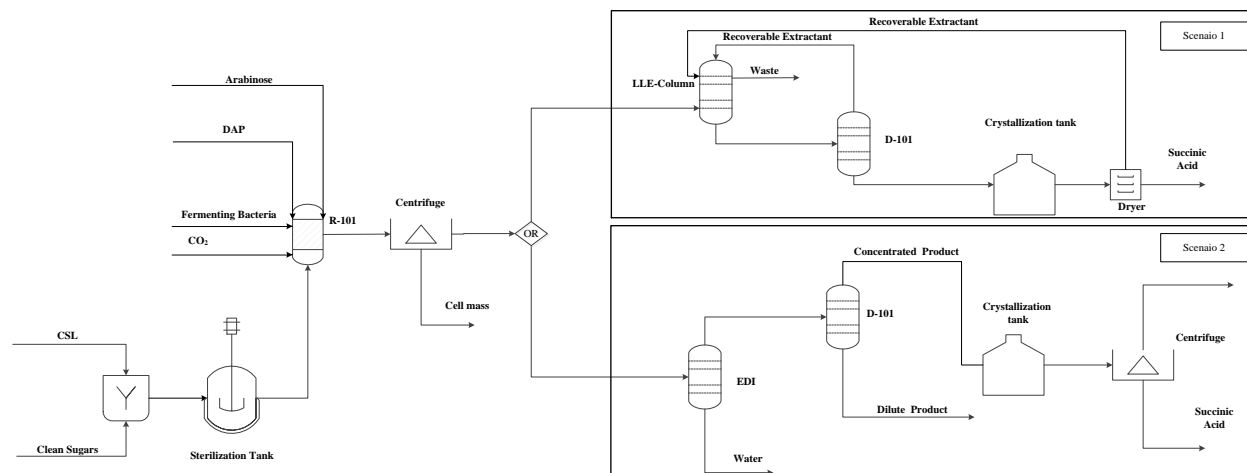 Recoverable Extractant
Scenaio 1
Recoverable Extractant
Waste
LLE-Column
Arabinose
DAP
Crystallization tank
D-101
Succinic
Acid
Dryer
Centrifuge
Fermenting Bacteria
R-101
CO₂
OR
Scenaio 2
Concentrated Product
Cell mass
D-101
Crystallization
tank
Centrifuge
CSL
EDI
Dilute Product
Succinic
Acid
Clean Sugars
Sterilization Tank
Water